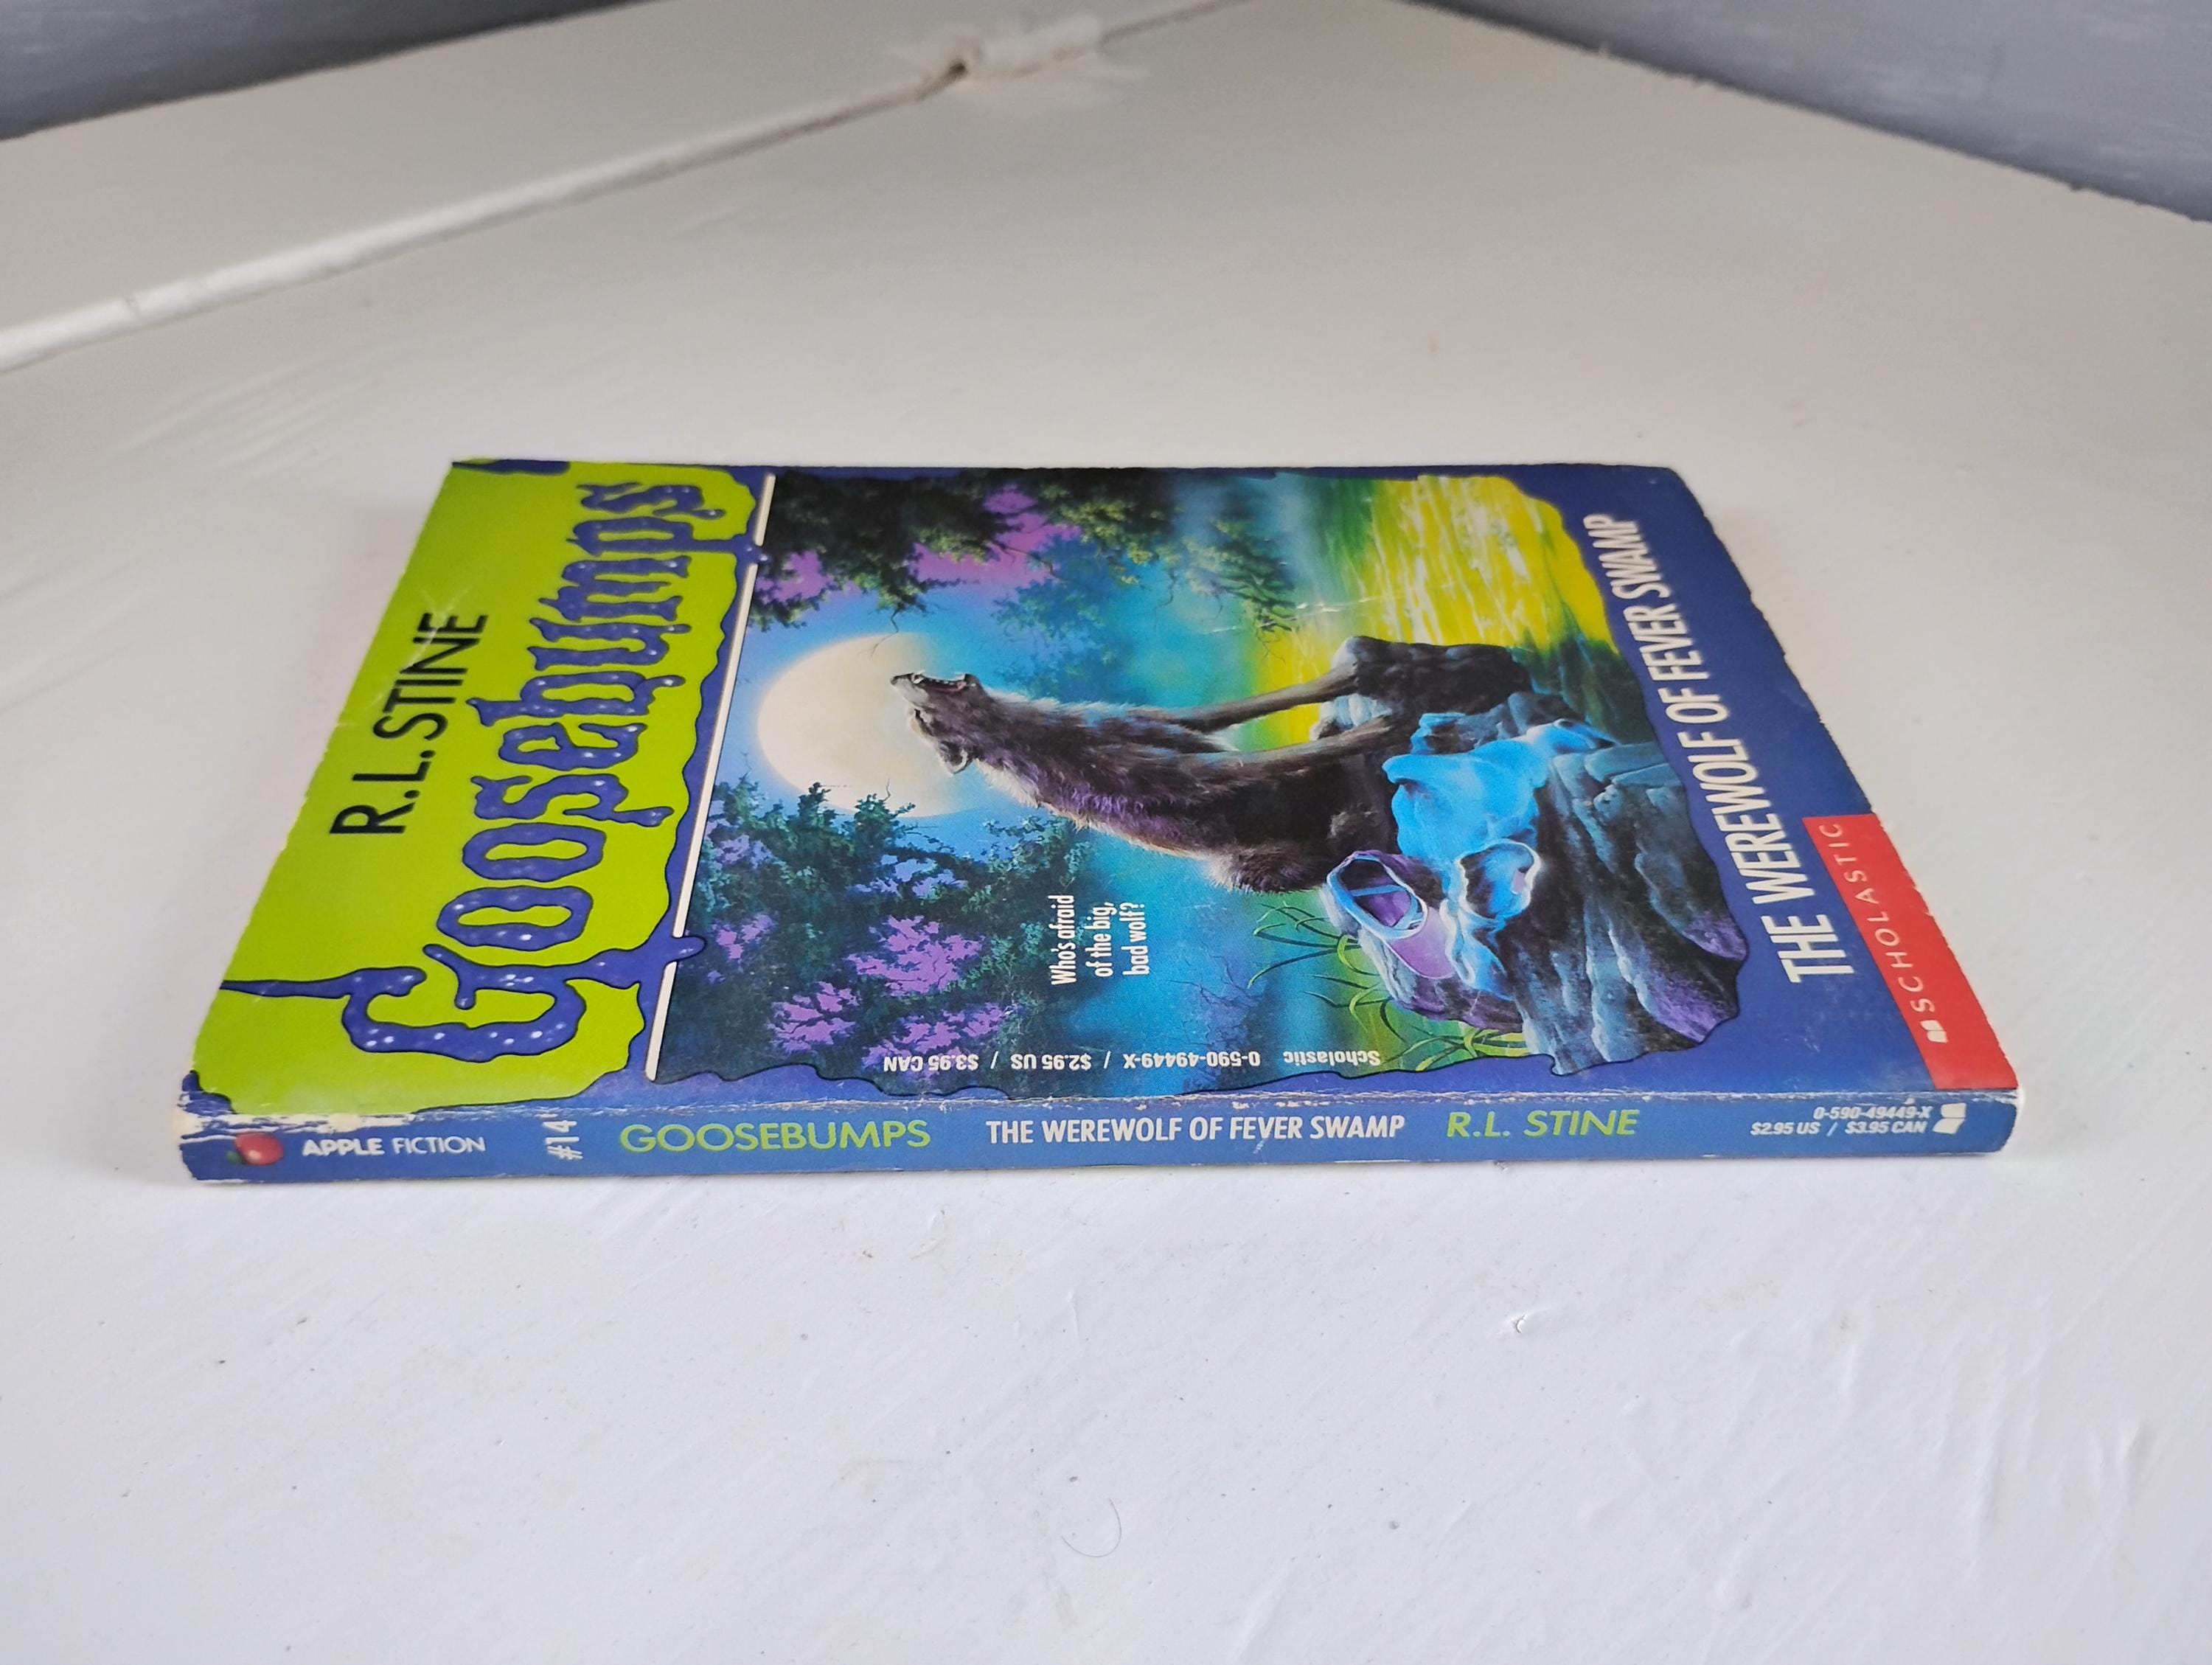 R.L. STINE
Goosebumps
Who's afraid
of the big,
bad wolf?
Scholastic 0-590-49449-X / $2.95 US / $3.95 CAN
THE WEREWOLF OF FEVER SWAMP
SCHOLASTIC
APPLE FICTION
#14
GOOSEBUMPS
THE WEREWOLF OF FEVER SWAMP
R.L. STINE
0-590-49449-X
$2.95 US / $3.95 CAN